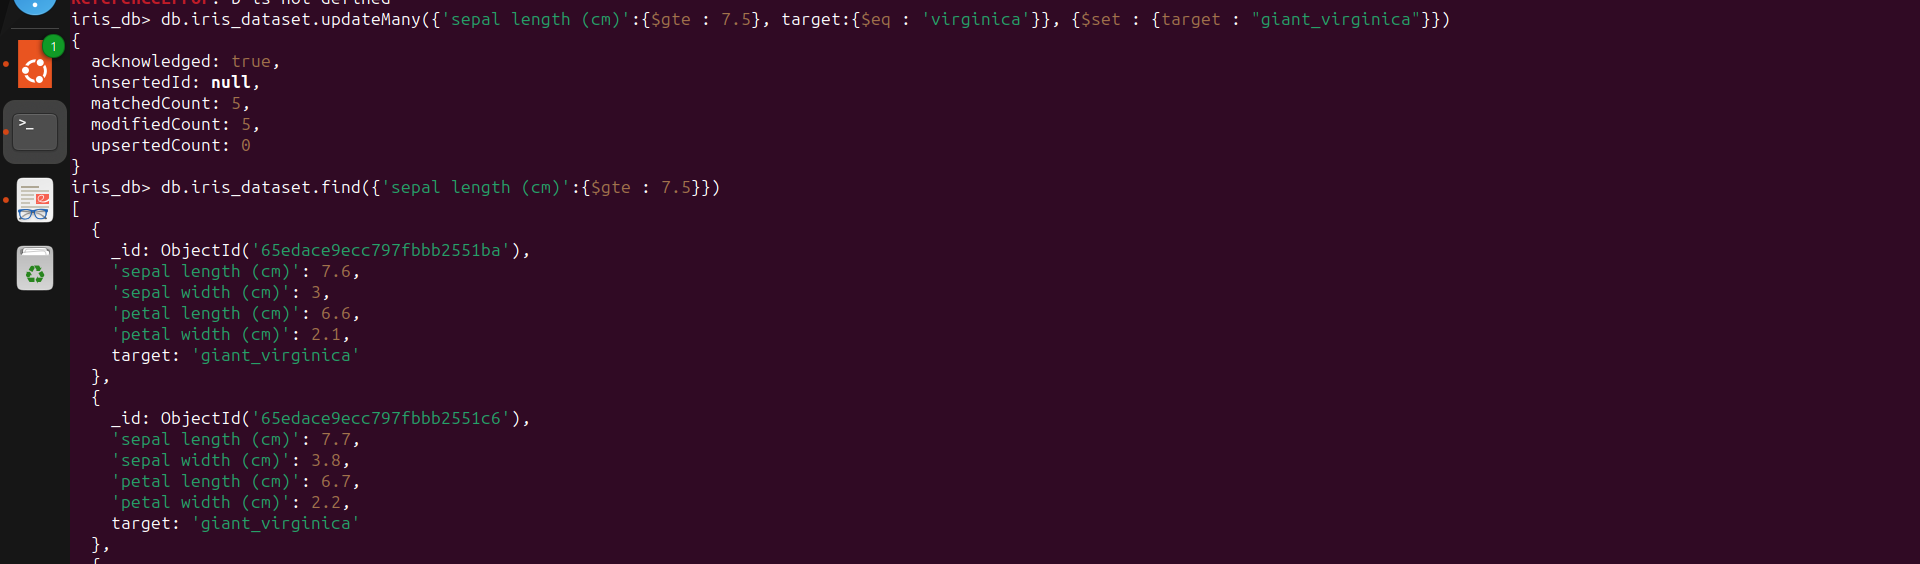 ReferenceError: D is not defined
iris_db> db.iris_dataset.updateMany({'sepal length (cm)':{$gte : 7.5}, target:{$eq : 'virginica'}}, {$set : {target : "giant_virginica"}})
{
  acknowledged: true,
  insertedId: null,
  matchedCount: 5,
  modifiedCount: 5,
  upsertedCount: 0
}
iris_db> db.iris_dataset.find({'sepal length (cm)':{$gte : 7.5}})
[
  {
    _id: ObjectId('65edace9ecc797fbbb2551ba'),
    'sepal length (cm)': 7.6,
    'sepal width (cm)': 3,
    'petal length (cm)': 6.6,
    'petal width (cm)': 2.1,
    target: 'giant_virginica'
  },
  {
    _id: ObjectId('65edace9ecc797fbbb2551c6'),
    'sepal length (cm)': 7.7,
    'sepal width (cm)': 3.8,
    'petal length (cm)': 6.7,
    'petal width (cm)': 2.2,
    target: 'giant_virginica'
  },
  {
1
>_